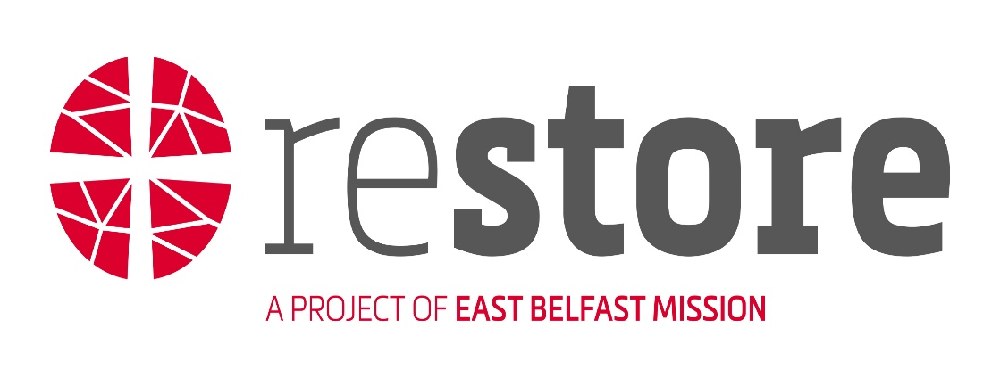 restore
A PROJECT OF EAST BELFAST MISSION